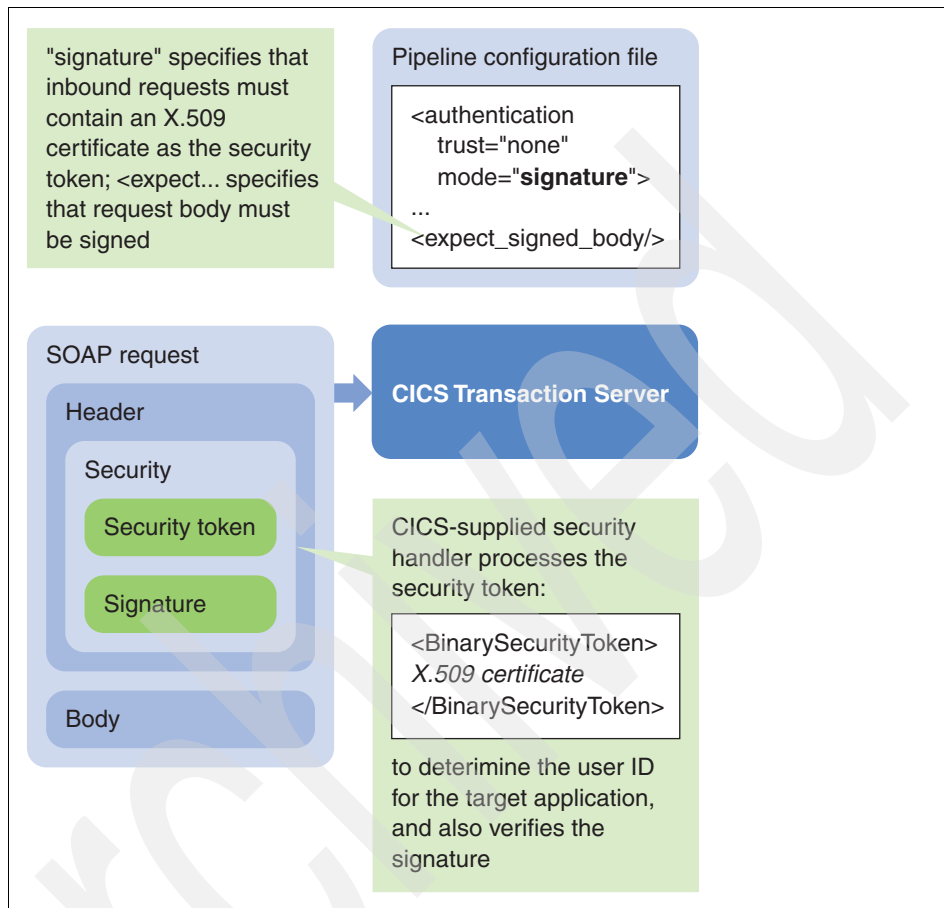 "signature" specifies that
inbound requests must
contain an X.509
certificate as the security
token; <expect... specifies
that request body must
be signed
Pipeline configuration file
<authentication
trust="none"
mode="signature">
...
<expect_signed_body/>
SOAP request
Header
Security
Security token
Signature
Body
CICS Transaction Server
CICS-supplied security
handler processes the
security token:
<BinarySecurityToken>
X.509 certificate
</BinarySecurityToken>
to deterimine the user ID
for the target application,
and also verifies the
signature
rchived